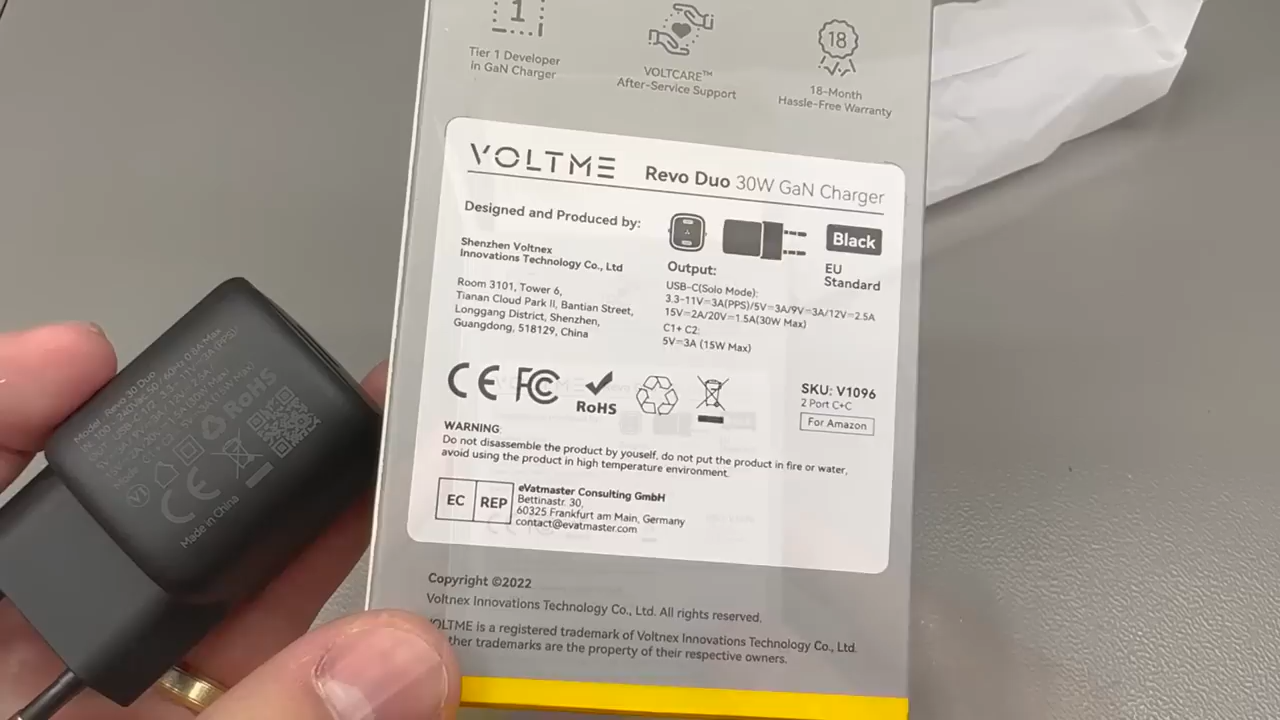 1
Tier 1 Developer
in GaN Charger
VOLTCARE™
After-Service Support
18
18-Month
Hassle-Free Warranty
VOLTME
Revo Duo 30W GaN Charger
Designed and Produced by:
Shenzhen Voltnex
Innovations Technology Co., Ltd
Room 3101, Tower 6,
Tianan Cloud Park II, Bantian Street,
Longgang District, Shenzhen,
Guangdong, 518129, China
Black
EU
Standard
Output:
USB-C(Solo Mode):
3.3-11V⎓3A(PPS)/5V⎓3A/9V⎓3A/12V⎓2.5A
15V⎓2A/20V⎓1.5A(30W Max)
C1+ C2:
5V⎓3A (15W Max)
CE FC
RoHS
SKU: V1096
2 Port C+C
For Amazon
WARNING:
Do not disassemble the product by youself, do not put the product in fire or water,
avoid using the product in high temperature environment.
EC REP
eVatmaster Consulting GmbH
Bettinastr. 30,
60325 Frankfurt am Main, Germany
contact@evatmaster.com
Copyright ©2022
Voltnex Innovations Technology Co., Ltd. All rights reserved.
VOLTME is a registered trademark of Voltnex Innovations Technology Co., Ltd.
ther trademarks are the property of their respective owners.
Model: Revo 30 Duo
RoHS
VI
CE
Made in China